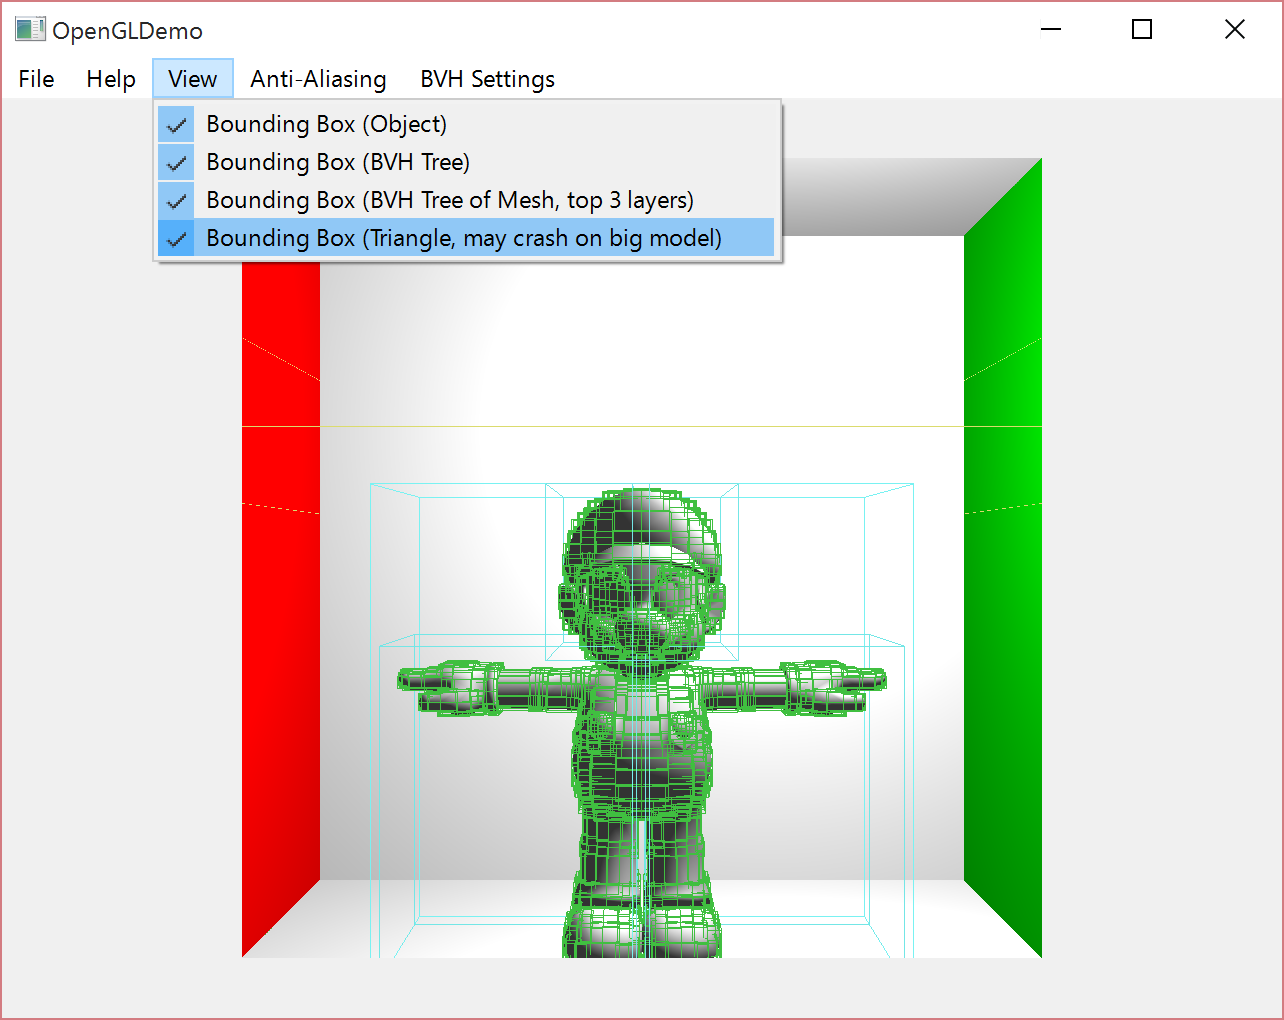 OpenGLDemo
File Help View Anti-Aliasing BVH Settings
Bounding Box (Object)
Bounding Box (BVH Tree)
Bounding Box (BVH Tree of Mesh, top 3 layers)
Bounding Box (Triangle, may crash on big model)